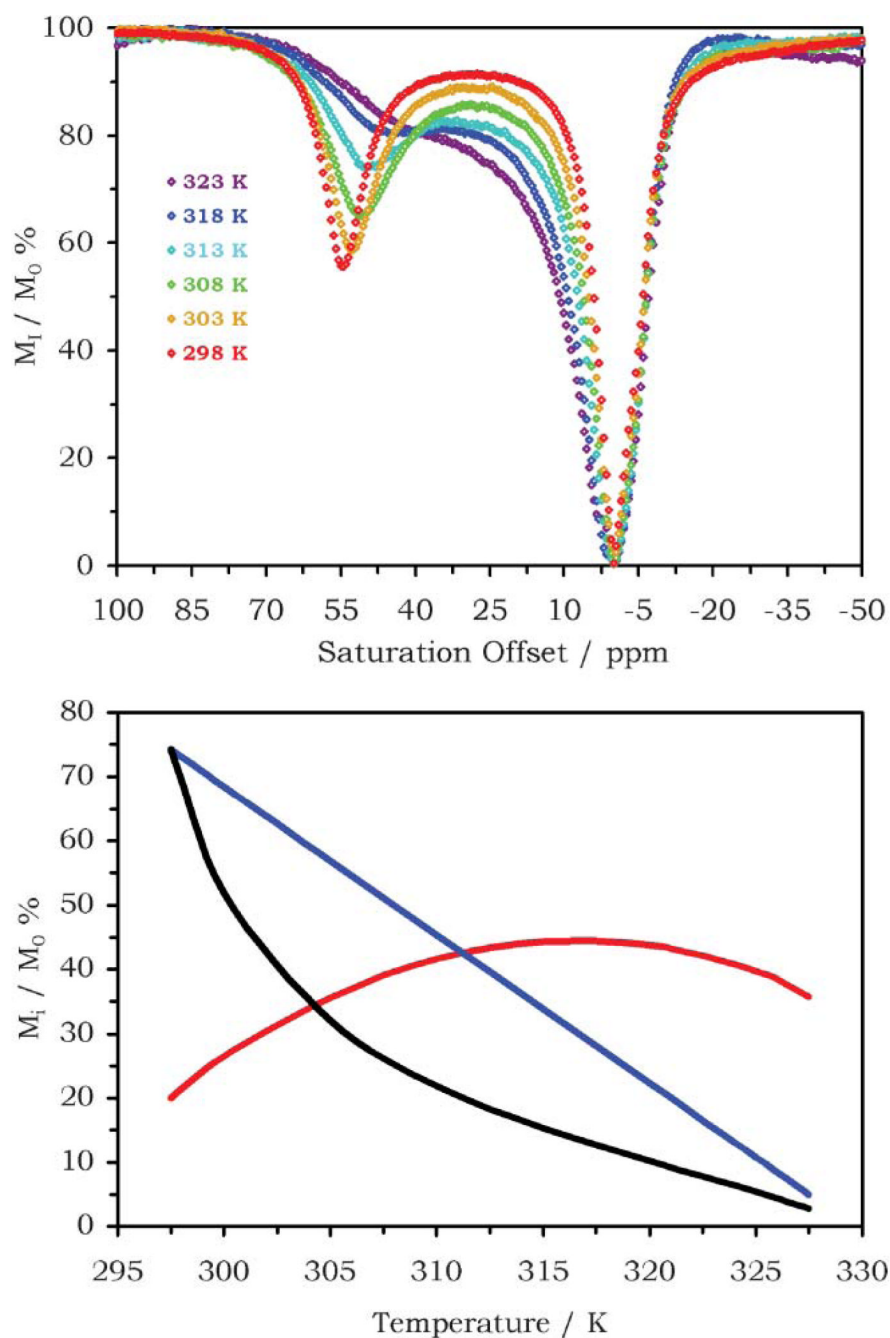 100
80
60
40
20
0
M_I / M_0 %
323 K
318 K
313 K
308 K
303 K
298 K
100 85 70 55 40 25 10 -5 -20 -35 -50
Saturation Offset / ppm
80
70
60
50
40
30
20
10
0
M_i / M_0 %
295 300 305 310 315 320 325 330
Temperature / K